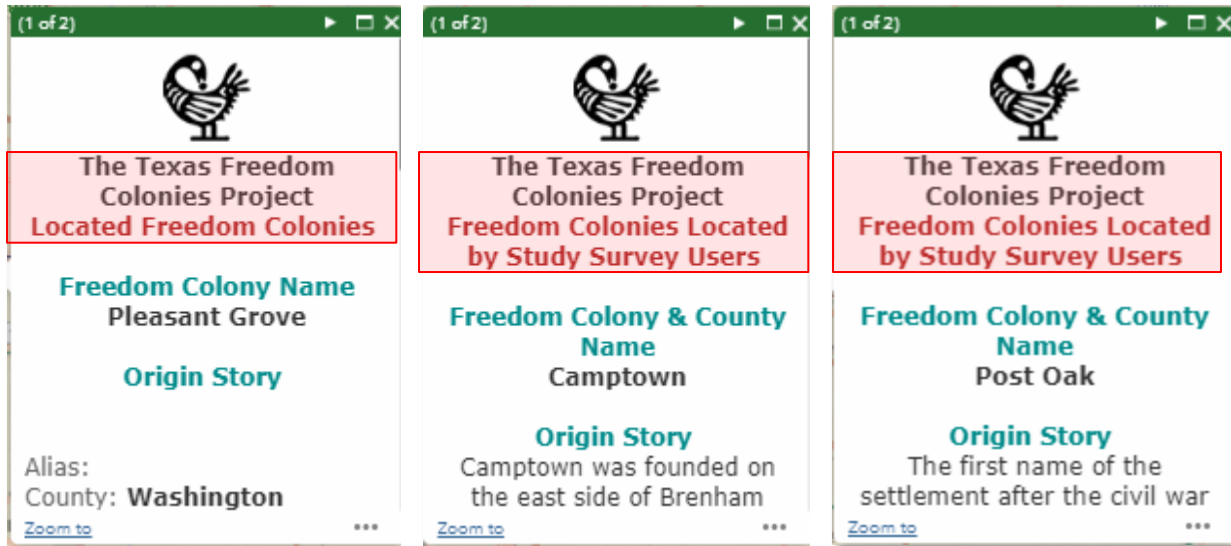 (1 of 2)
The Texas Freedom
Colonies Project
Located Freedom Colonies
Freedom Colony Name
Pleasant Grove
Origin Story
Alias:
County: Washington
Zoom to
(1 of 2)
The Texas Freedom
Colonies Project
Freedom Colonies Located
by Study Survey Users
Freedom Colony & County
Name
Camptown
Origin Story
Camptown was founded on
the east side of Brenham
Zoom to
(1 of 2)
The Texas Freedom
Colonies Project
Freedom Colonies Located
by Study Survey Users
Freedom Colony & County
Name
Post Oak
Origin Story
The first name of the
settlement after the civil war
Zoom to